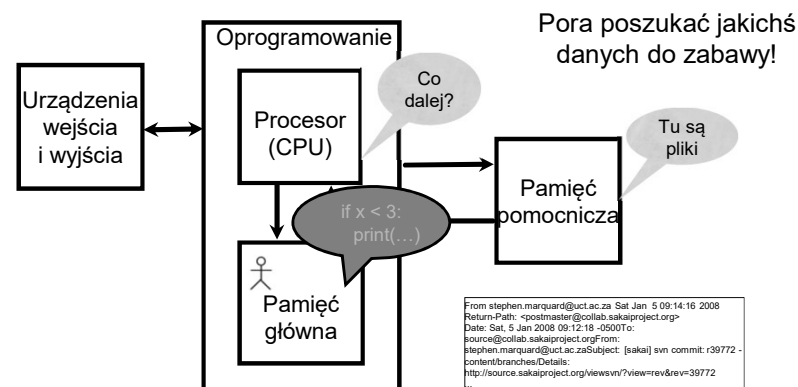 Pora poszukać jakichś
danych do zabawy!
Oprogramowanie
Urządzenia
wejścia
i wyjścia
Procesor
(CPU)
Co
dalej?
Tu są
pliki
Pamięć
pomocnicza
if x < 3:
print(…)
Pamięć
główna
From stephen.marquard@uct.ac.za Sat Jan 5 09:14:16 2008
Return-Path: <postmaster@collab.sakaiproject.org>
Date: Sat, 5 Jan 2008 09:12:18 -0500To:
source@collab.sakaiproject.orgFrom:
stephen.marquard@uct.ac.zaSubject: [sakai] svn commit: r39772 -
content/branches/Details:
http://source.sakaiproject.org/viewsvn/?view=rev&rev=39772
...